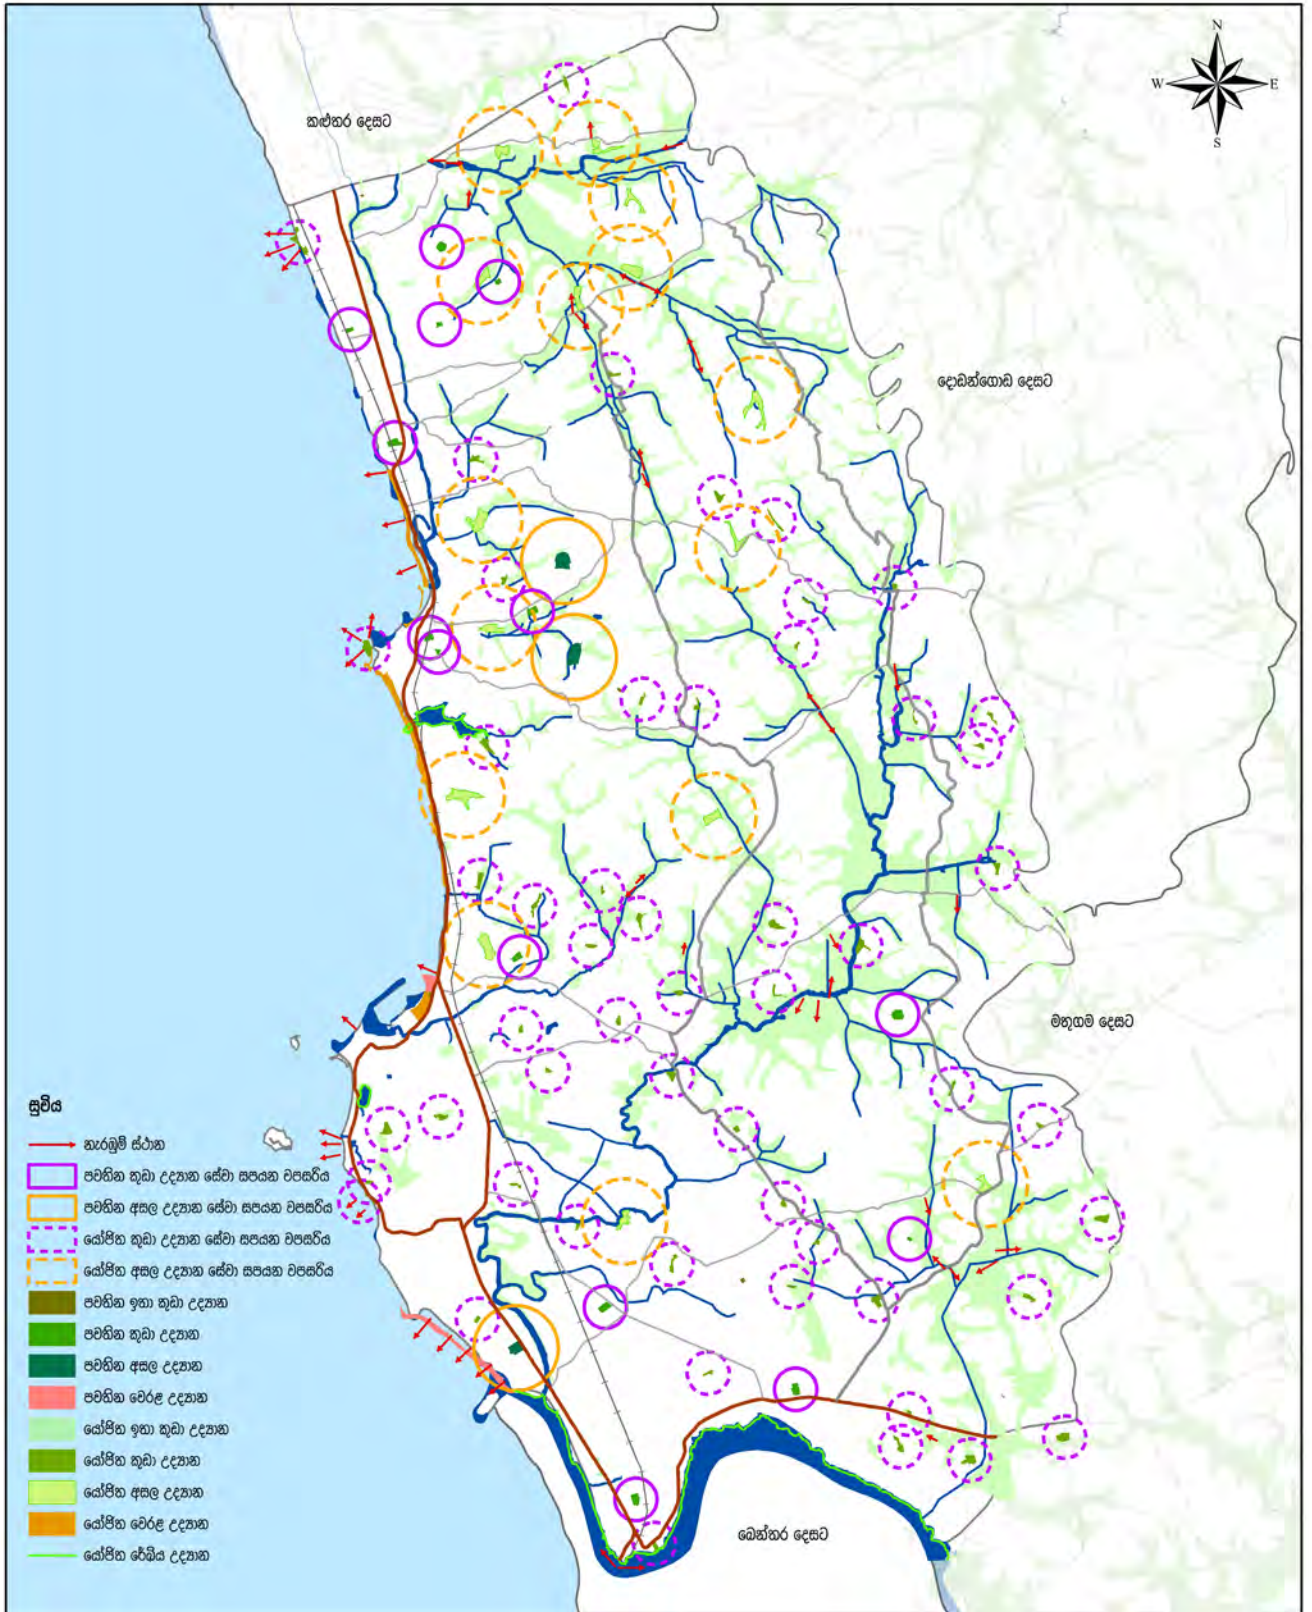 N
W E
S
කළුතර දෙසට
දොඩන්ගොඩ දෙසට
මතුගම දෙසට
බෙන්තර දෙසට
සුචිය
නැරඹුම් ස්ථාන
පවතින කුඩා උද්‍යාන සේවා සපයන වපසරිය
පවතින අසල උද්‍යාන සේවා සපයන වපසරිය
යෝජිත කුඩා උද්‍යාන සේවා සපයන වපසරිය
යෝජිත අසල උද්‍යාන සේවා සපයන වපසරිය
පවතින ඉතා කුඩා උද්‍යාන
පවතින කුඩා උද්‍යාන
පවතින අසල උද්‍යාන
පවතින වෙරළ උද්‍යාන
යෝජිත ඉතා කුඩා උද්‍යාන
යෝජිත කුඩා උද්‍යාන
යෝජිත අසල උද්‍යාන
යෝජිත වෙරළ උද්‍යාන
යෝජිත රේඛීය උද්‍යාන